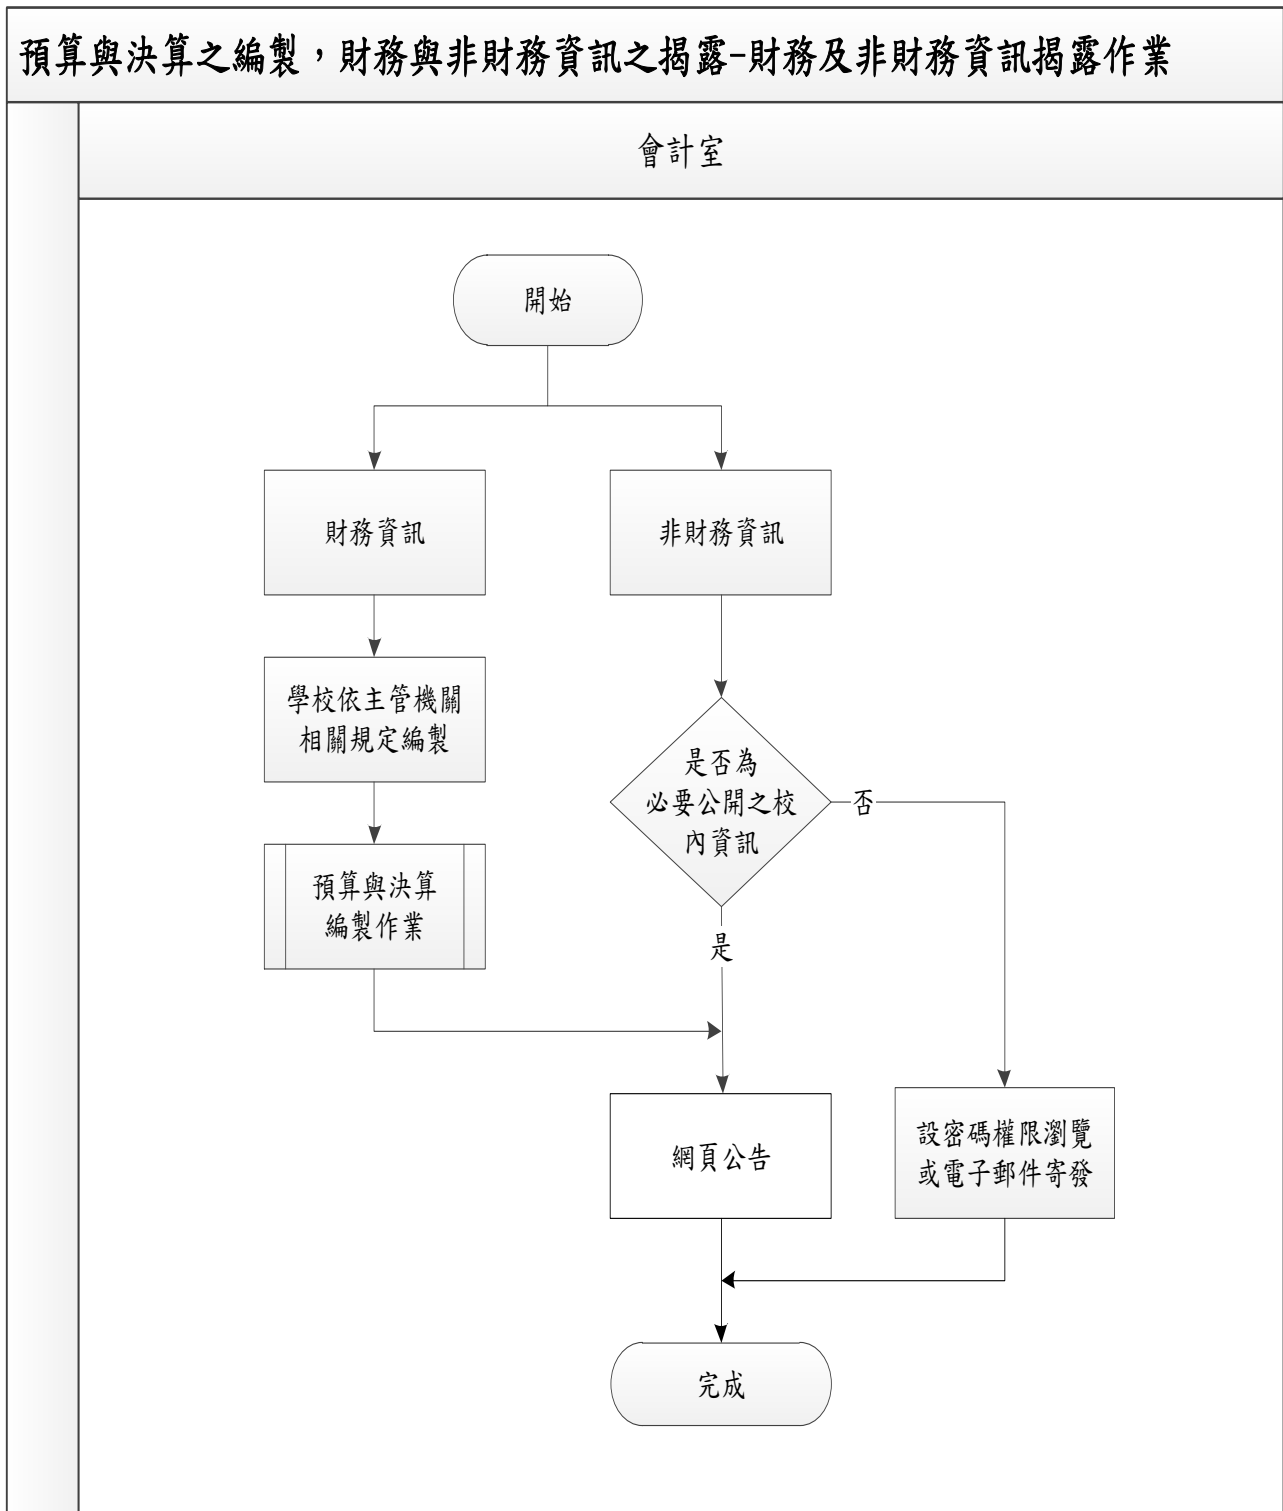 預算與決算之編製，財務與非財務資訊之揭露-財務及非財務資訊揭露作業
會計室
開始
財務資訊
非財務資訊
學校依主管機關
相關規定編製
是否為
必要公開之校
內資訊
否
預算與決算
編製作業
是
網頁公告
設密碼權限瀏覽
或電子郵件寄發
完成